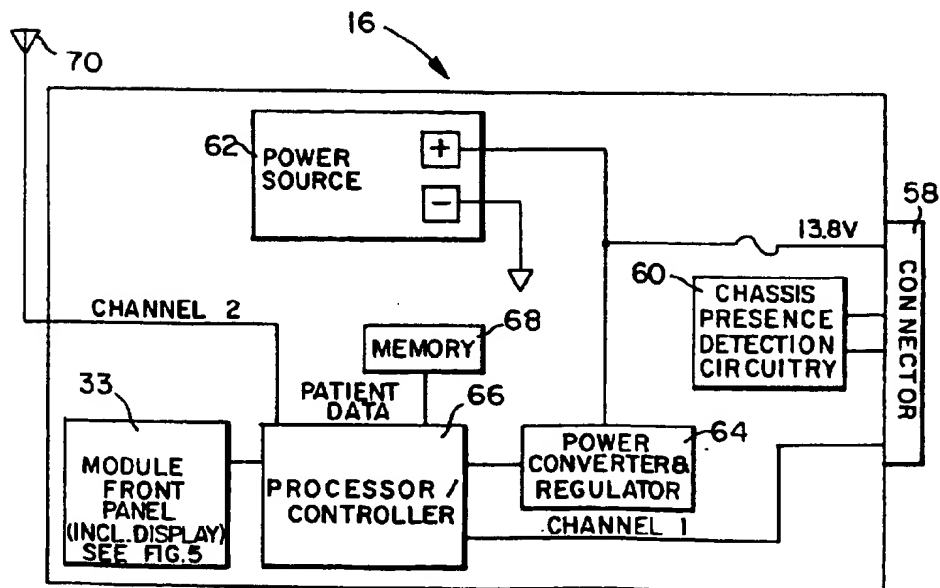 16
70
62
POWER
SOURCE
+
−
58
13.8V
CONNECTOR
60
CHASSIS
PRESENCE
DETECTION
CIRCUITRY
CHANNEL 2
68
MEMORY
PATIENT
DATA
66
33
64
MODULE
FRONT
PANEL
(INCL. DISPLAY)
SEE FIG. 5
PROCESSOR /
CONTROLLER
POWER
CONVERTER &
REGULATOR
CHANNEL 1